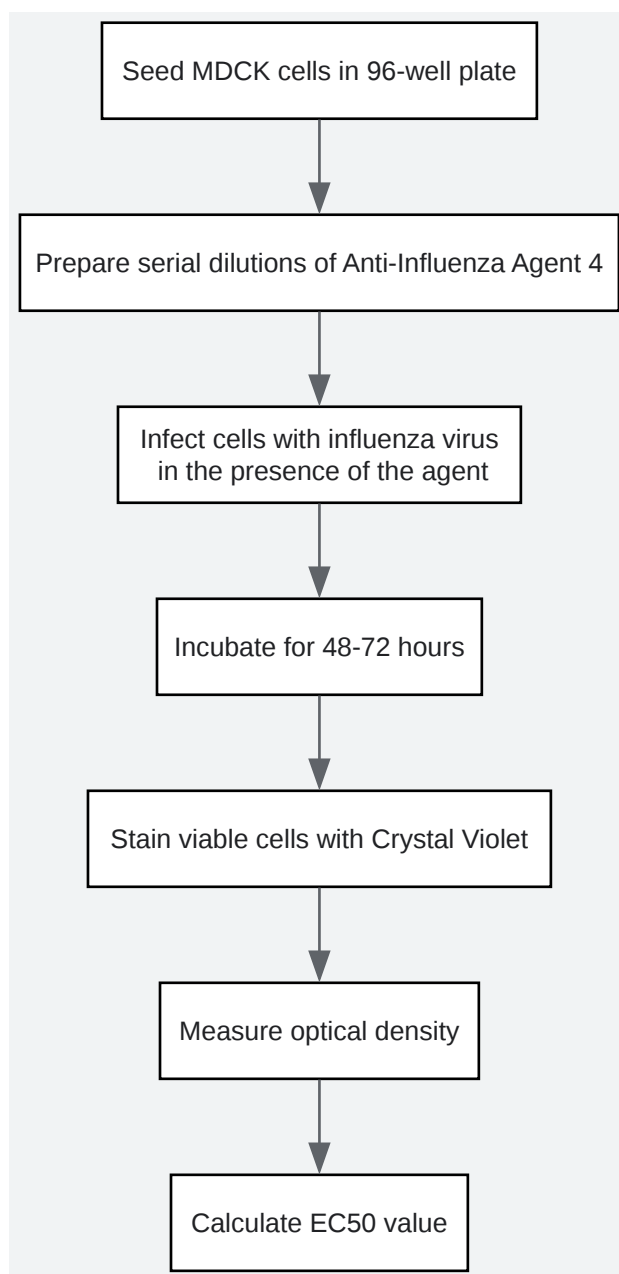 Seed MDCK cells in 96-well plate
Prepare serial dilutions of Anti-Influenza Agent 4
Infect cells with influenza virus
in the presence of the agent
Incubate for 48-72 hours
Stain viable cells with Crystal Violet
Measure optical density
Calculate EC50 value